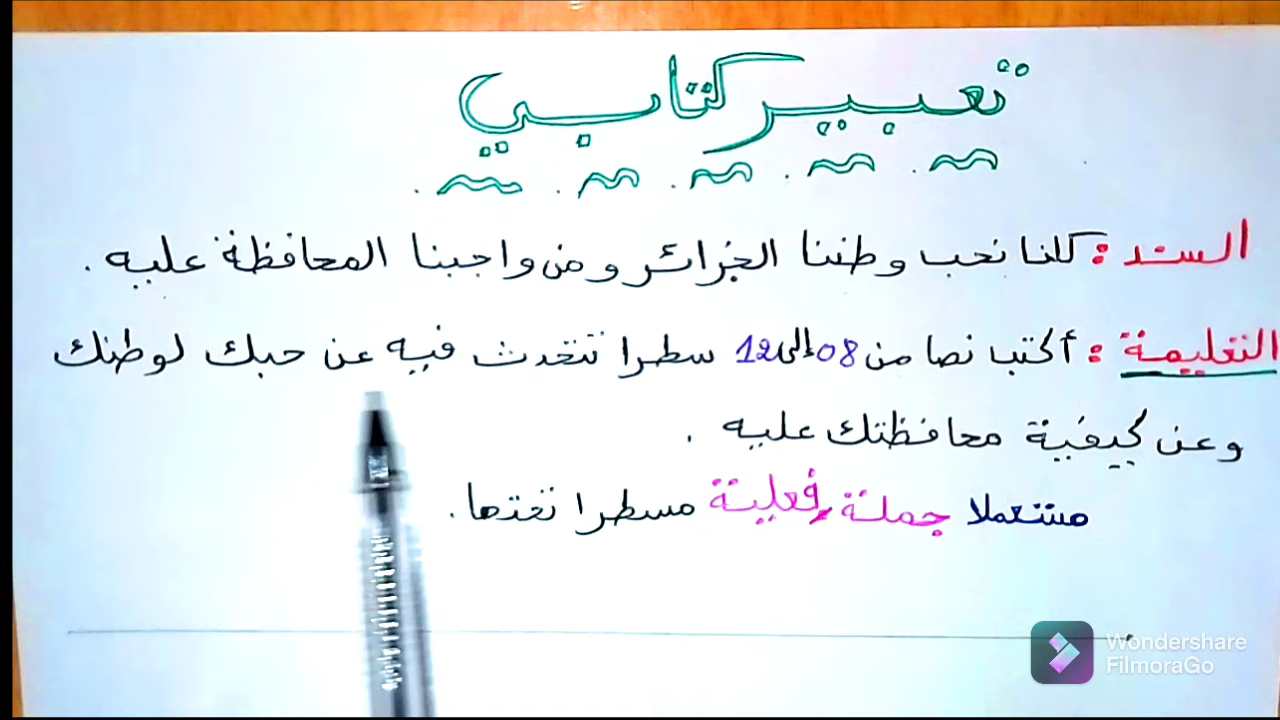 تعبير كتابي
السند : كلنا نحب وطننا الجزائر ومن واجبنا المحافظة عليه .
التعليمة : أكتب نصا من 08 إلى 12 سطرا تتحدث فيه عن حبك لوطنك
وعن كيفية محافظتك عليه .
مستعملا جملة فعلية مسطرا تحتها .
Wondershare
FilmoraGo